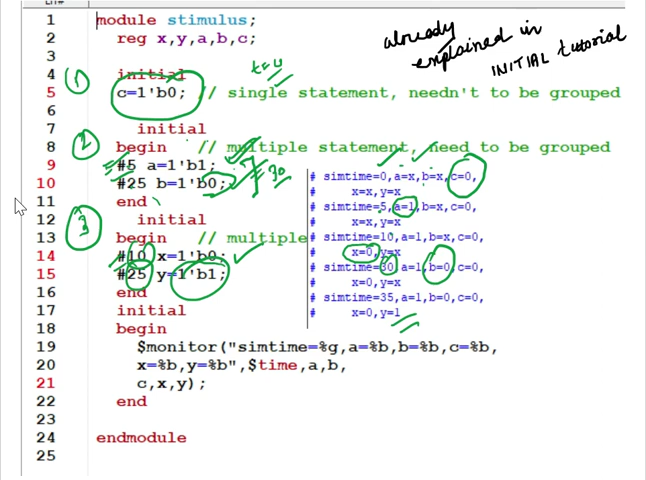 Line#
1 module stimulus;
2 reg x,y,a,b,c;
3
4 initial
5 c=1'b0; // single statement, needn't to be grouped
6
7 initial
8 begin // multiple statement, need to be grouped
9 #5 a=1'b1;
10 #25 b=1'b0;
11 end
12 initial
13 begin // multiple
14 #10 x=1'b0;
15 #25 y=1'b1;
16 end
17 initial
18 begin
19 $monitor("simtime=%g,a=%b,b=%b,c=%b,
20 x=%b,y=%b",$time,a,b,
21 c,x,y);
22 end
23
24 endmodule
25
already
explained in
INITIAL tutorial
t=0
1
2
3
30
# simtime=0,a=x,b=x,c=0,
# x=x,y=x
# simtime=5,a=1,b=x,c=0,
# x=x,y=x
# simtime=10,a=1,b=x,c=0,
# x=0,y=x
# simtime=30,a=1,b=0,c=0,
# x=0,y=x
# simtime=35,a=1,b=0,c=0,
# x=0,y=1